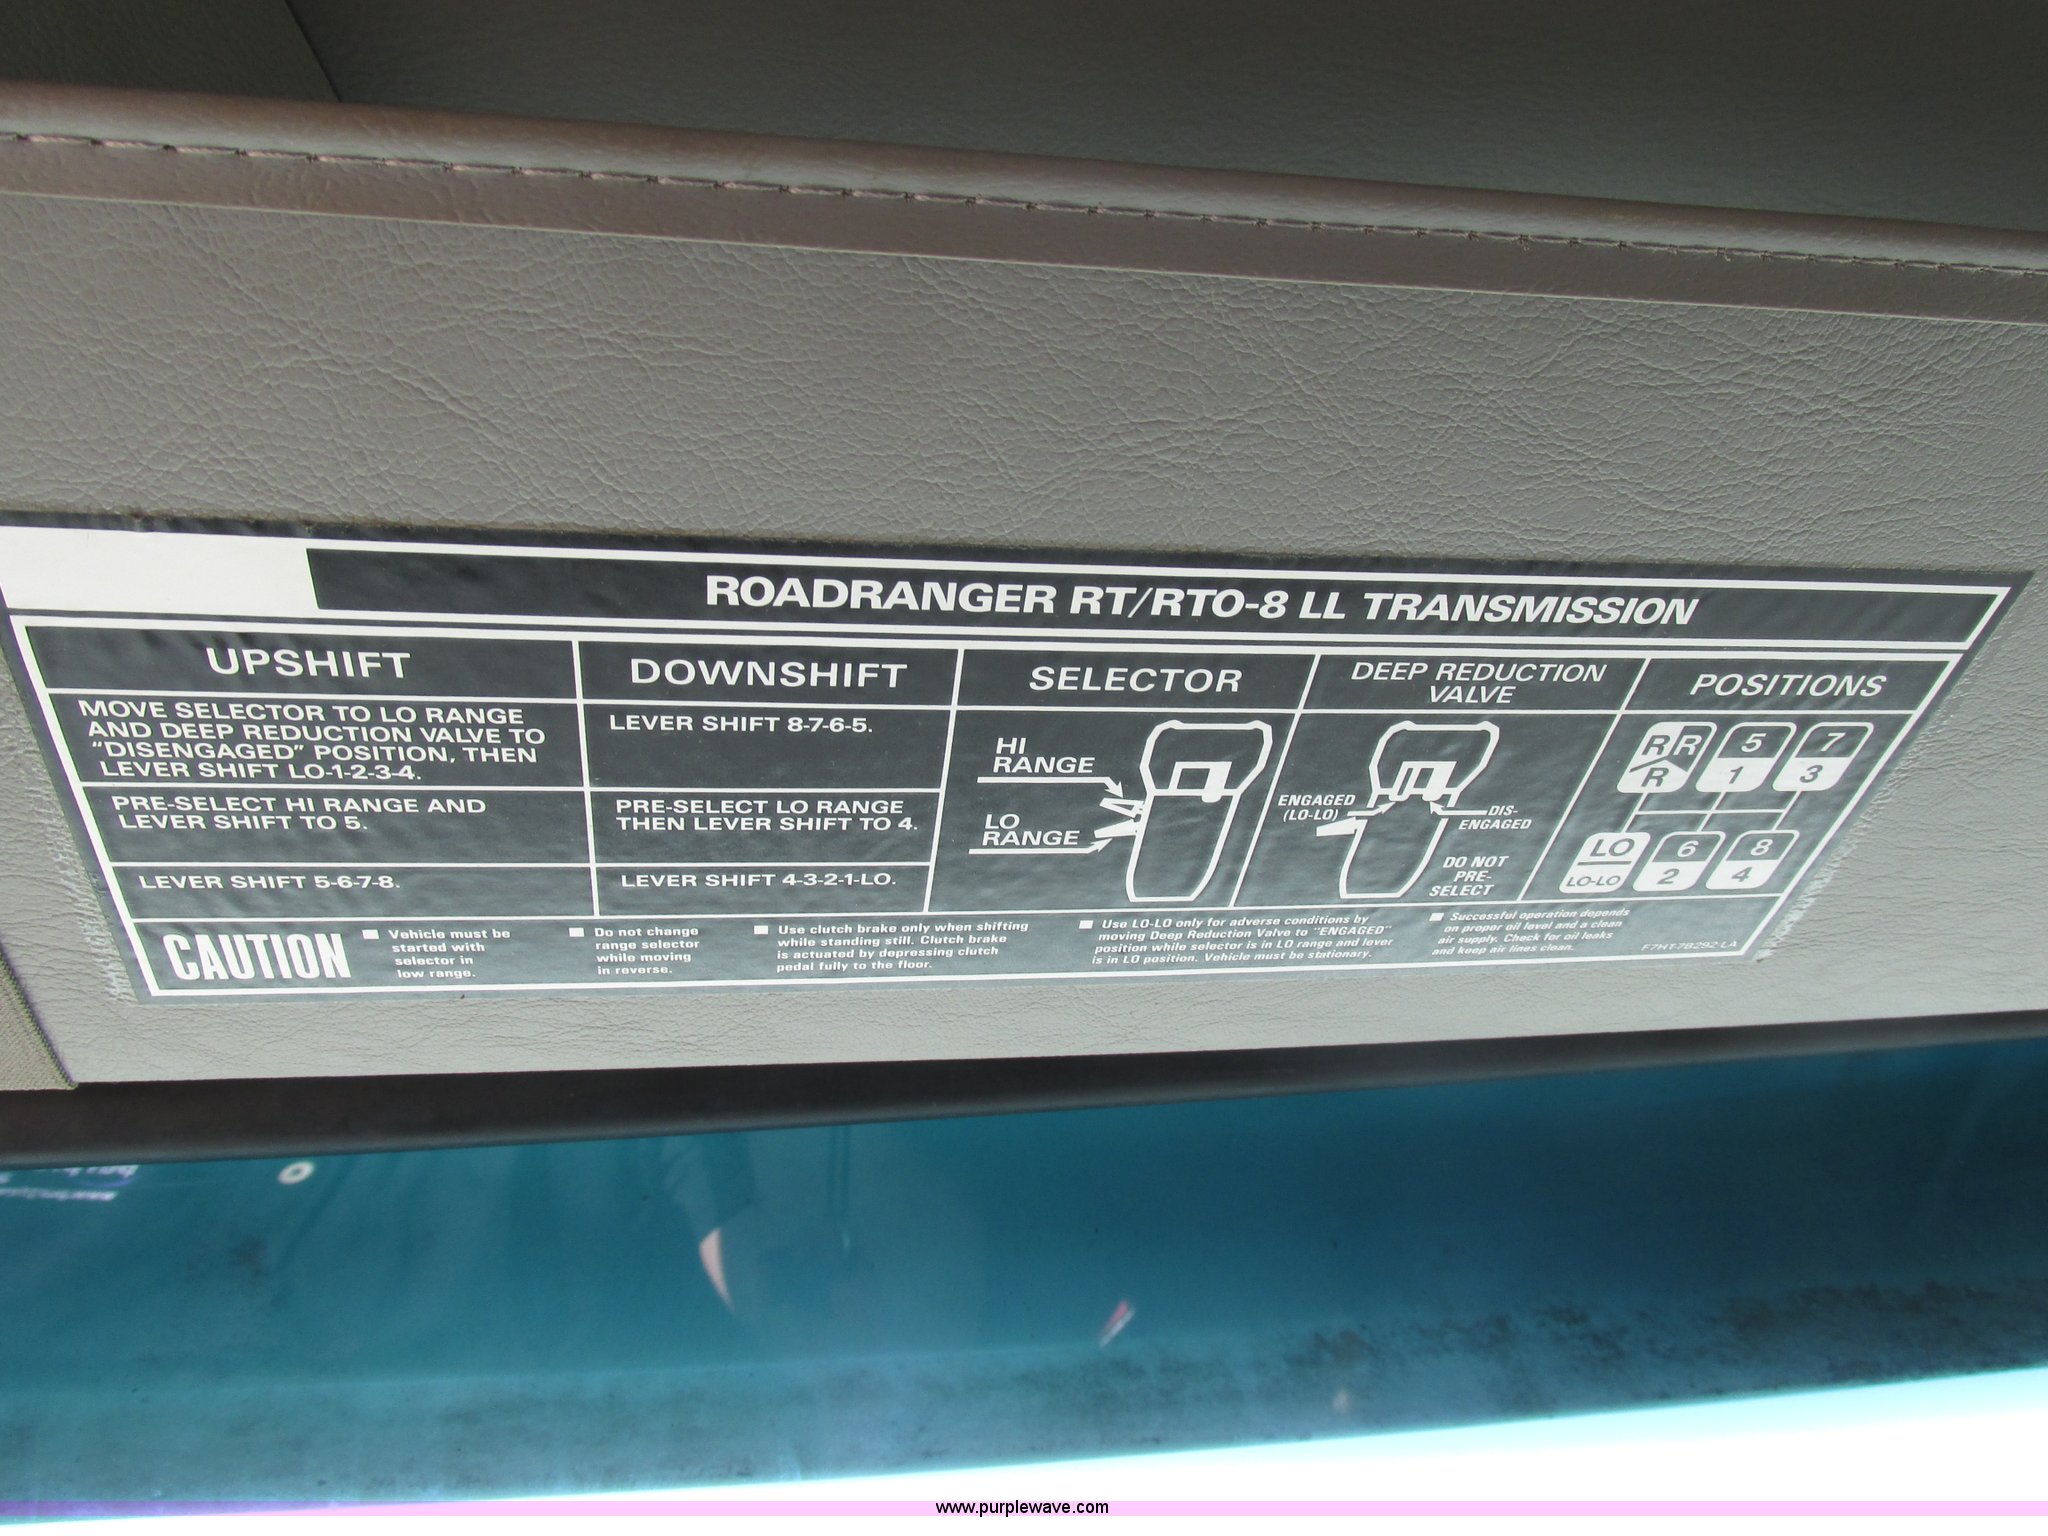 ROADRANGER RT/RTO-8 LL TRANSMISSION
UPSHIFT
MOVE SELECTOR TO LO RANGE
AND DEEP REDUCTION VALVE TO
"DISENGAGED" POSITION, THEN
LEVER SHIFT LO-1-2-3-4.
PRE-SELECT HI RANGE AND
LEVER SHIFT TO 5.
LEVER SHIFT 5-6-7-8.
DOWNSHIFT
LEVER SHIFT 8-7-6-5.
PRE-SELECT LO RANGE
THEN LEVER SHIFT TO 4.
LEVER SHIFT 4-3-2-1-LO.
SELECTOR
HI
RANGE
LO
RANGE
DEEP REDUCTION
VALVE
ENGAGED
(LO-LO)
DIS-
ENGAGED
DO NOT
PRE-
SELECT
POSITIONS
R R 5 7
R 1 3
LO 6 8
LO-LO 2 4
CAUTION
Vehicle must be
started with
selector in
low range.
Do not change
range selector
while moving
in reverse.
Use clutch brake only when shifting
while standing still. Clutch brake
is actuated by depressing clutch
pedal fully to the floor.
Use LO-LO only for adverse conditions by
moving Deep Reduction Valve to "ENGAGED"
position while selector is in LO range and lever
is in LO position. Vehicle must be stationary.
Successful operation depends
on proper oil level and a clean
air supply. Check for oil leaks
and keep air lines clean.
F7HT-7B292-LA
www.purplewave.com